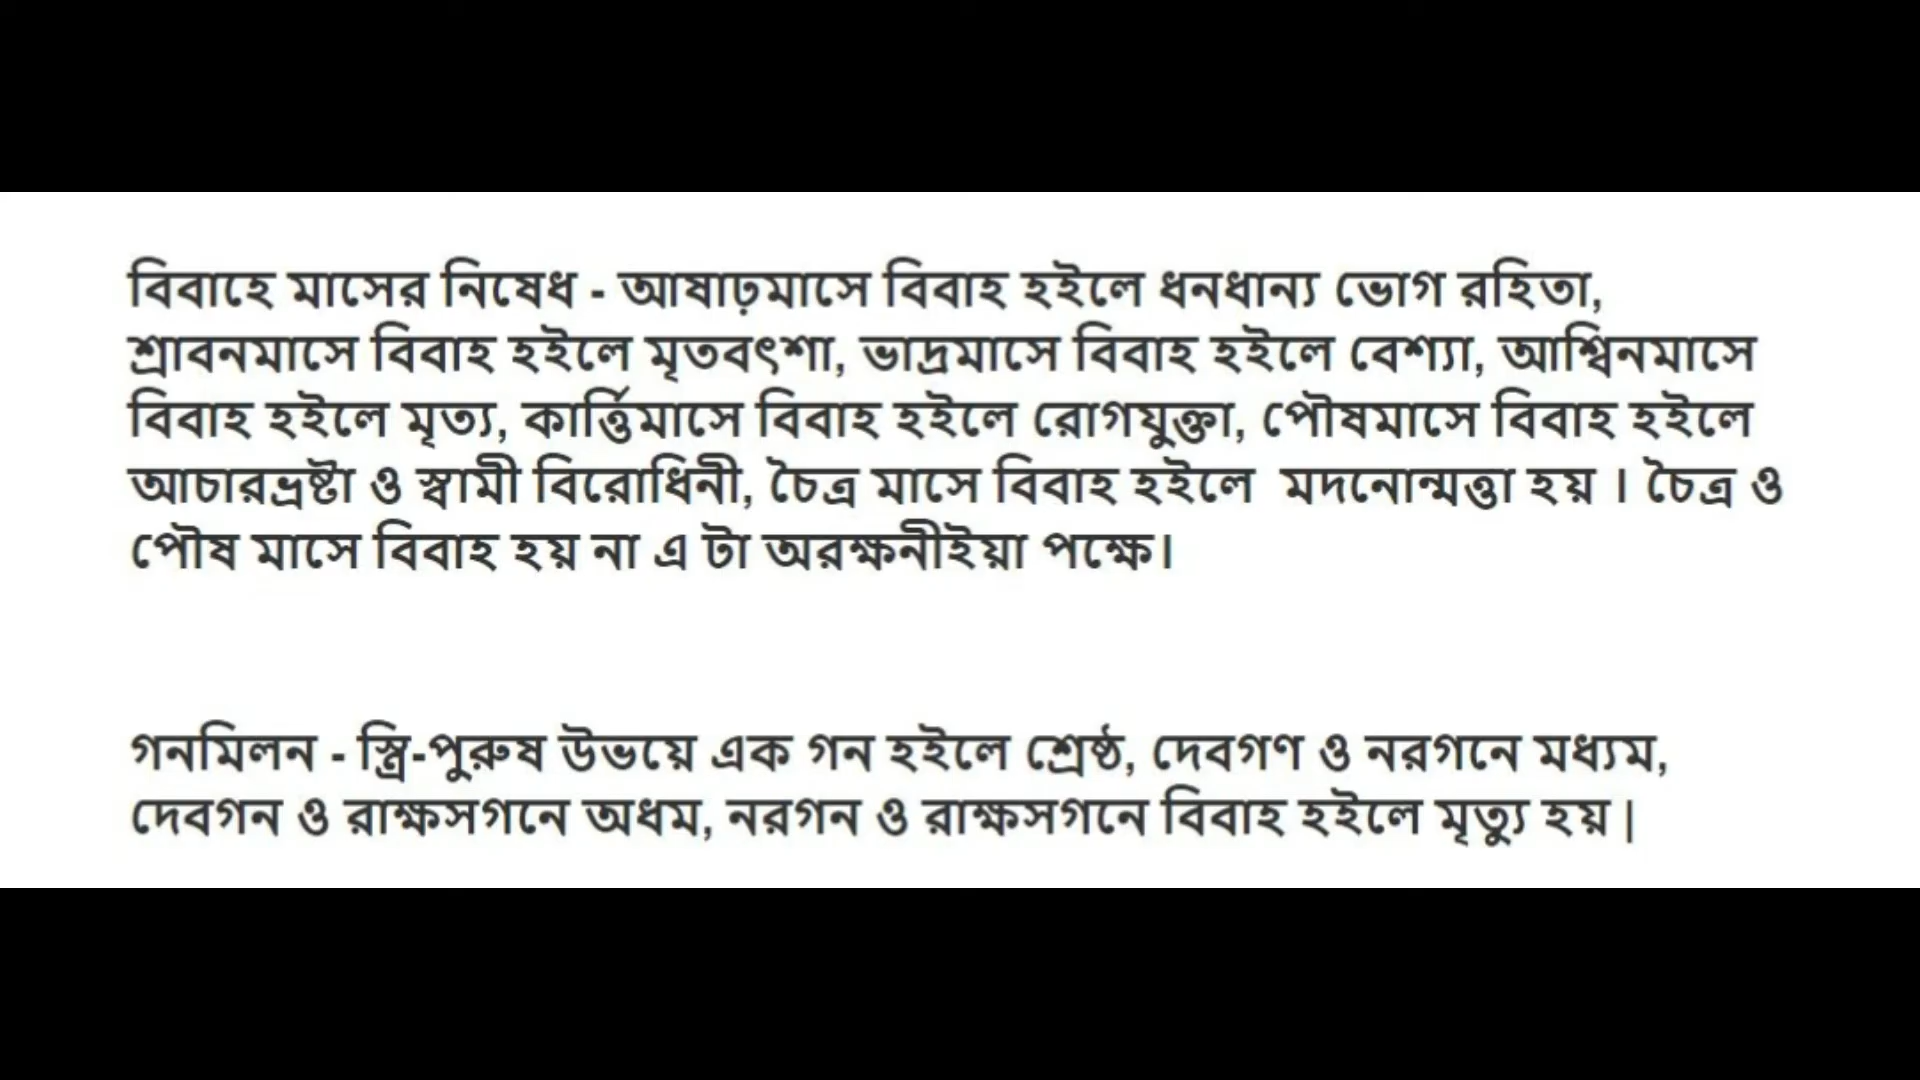 বিবাহে মাসের নিষেধ - আষাঢ়মাসে বিবাহ হইলে ধনধান্য ভোগ রহিতা,
শ্রাবনমাসে বিবাহ হইলে মৃতবৎশা, ভাদ্রমাসে বিবাহ হইলে বেশ্যা, আশ্বিনমাসে
বিবাহ হইলে মৃত্য, কার্ত্তিমাসে বিবাহ হইলে রোগযুক্তা, পৌষমাসে বিবাহ হইলে
আচারভ্রষ্টা ও স্বামী বিরোধিনী, চৈত্র মাসে বিবাহ হইলে মদনোন্মত্তা হয় । চৈত্র ও
পৌষ মাসে বিবাহ হয় না এ টা অরক্ষনীইয়া পক্ষে।
গনমিলন - স্ত্রি-পুরুষ উভয়ে এক গন হইলে শ্রেষ্ঠ, দেবগণ ও নরগনে মধ্যম,
দেবগন ও রাক্ষসগনে অধম, নরগন ও রাক্ষসগনে বিবাহ হইলে মৃত্যু হয় |